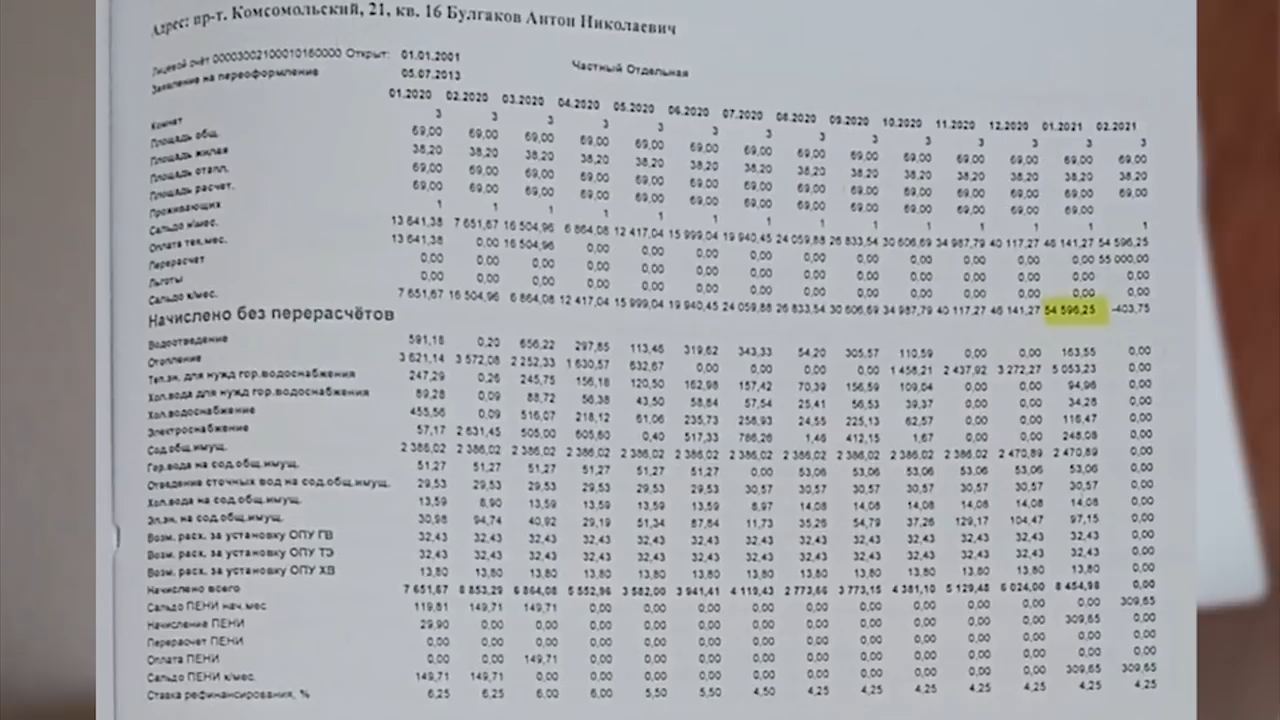 Адрес: пр-т. Комсомольский, 21, кв. 16 Булгаков Антон Николаевич
Лицевой счёт 00003002100010160000 Открыт: 01.01.2001 Частный Отдельная
Заявление на переоформление 05.07.2013
01.2020 02.2020 03.2020 04.2020 05.2020 06.2020 07.2020 08.2020 09.2020 10.2020 11.2020 12.2020 01.2021 02.2021
Комнат 3 3 3 3 3 3 3 3 3 3 3 3 3 3
Площадь общ. 69,00 69,00 69,00 69,00 69,00 69,00 69,00 69,00 69,00 69,00 69,00 69,00 69,00 69,00
Площадь жилая 38,20 38,20 38,20 38,20 38,20 38,20 38,20 38,20 38,20 38,20 38,20 38,20 38,20 38,20
Площадь отапл. 69,00 69,00 69,00 69,00 69,00 69,00 69,00 69,00 69,00 69,00 69,00 69,00 69,00 69,00
Площадь расчет. 69,00 69,00 69,00 69,00 69,00 69,00 69,00 69,00 69,00 69,00 69,00 69,00 69,00
Проживающих 1 1 1 1 1 1 1 1 1 1 1 1 1 1
Сальдо н/мес. 13 641,38 7 651,67 16 504,96 6 864,08 12 417,04 15 999,04 19 940,45 24 059,88 26 833,54 30 606,69 34 987,79 40 117,27 46 141,27 54 596,25
Оплата тек.мес. 13 641,38 0,00 16 504,96 0,00 0,00 0,00 0,00 0,00 0,00 0,00 0,00 0,00 0,00 55 000,00
Перерасчет 0,00 0,00 0,00 0,00 0,00 0,00 0,00 0,00 0,00 0,00 0,00 0,00 0,00 0,00
Льготы 0,00 0,00 0,00 0,00 0,00 0,00 0,00 0,00 0,00 0,00 0,00 0,00 0,00 0,00
Сальдо к/мес. 7 651,67 16 504,96 6 864,08 12 417,04 15 999,04 19 940,45 24 059,88 26 833,54 30 606,69 34 987,79 40 117,27 46 141,27 54 596,25 -403,75
Начислено без перерасчётов
Водоотведение 591,18 0,20 656,22 297,85 113,46 319,62 343,33 54,20 305,57 110,59 0,00 0,00 163,55 0,00
Отопление 3 621,14 3 572,08 2 252,33 1 630,57 632,67 0,00 0,00 0,00 0,00 1 458,21 2 437,92 3 272,27 5 053,23 0,00
Теп.эн. для нужд гор.водоснабжения 247,29 0,26 245,75 156,18 120,50 162,98 157,42 70,39 156,59 109,04 0,00 0,00 94,96 0,00
Хол.вода для нужд гор.водоснабжения 89,28 0,09 88,72 56,38 43,50 58,84 57,54 25,41 56,53 39,37 0,00 0,00 34,28 0,00
Хол.водоснабжение 455,56 0,09 516,07 218,12 61,06 235,73 258,93 24,55 225,13 62,57 0,00 0,00 116,47 0,00
Электроснабжение 57,17 2 631,45 505,00 605,60 0,40 517,33 786,26 1,46 412,15 1,67 0,00 0,00 248,08 0,00
Сод.общ.имущ. 2 386,02 2 386,02 2 386,02 2 386,02 2 386,02 2 386,02 2 386,02 2 386,02 2 386,02 2 386,02 2 386,02 2 470,89 2 470,89 0,00
Гор.вода на сод.общ.имущ. 51,27 51,27 51,27 51,27 51,27 51,27 0,00 53,06 53,06 53,06 53,06 53,06 53,06 0,00
Отведение сточных вод на сод.общ.имущ. 29,53 29,53 29,53 29,53 29,53 29,53 30,57 30,57 30,57 30,57 30,57 30,57 30,57 0,00
Хол.вода на сод.общ.имущ. 13,59 8,90 13,59 13,59 13,59 13,59 8,97 14,08 14,08 14,08 14,08 14,08 14,08 0,00
Эл.эн. на сод.общ.имущ. 30,98 94,74 40,92 29,19 51,34 87,84 11,73 35,26 54,79 37,26 129,17 104,47 97,15 0,00
Возм. расх. за установку ОПУ ГВ 32,43 32,43 32,43 32,43 32,43 32,43 32,43 32,43 32,43 32,43 32,43 32,43 32,43 0,00
Возм. расх. за установку ОПУ ТЭ 32,43 32,43 32,43 32,43 32,43 32,43 32,43 32,43 32,43 32,43 32,43 32,43 32,43 0,00
Возм. расх. за установку ОПУ ХВ 13,80 13,80 13,80 13,80 13,80 13,80 13,80 13,80 13,80 13,80 13,80 13,80 13,80 0,00
Начислено всего 7 651,67 8 853,29 6 864,08 5 552,96 3 582,00 3 941,41 4 119,43 2 773,66 3 773,15 4 381,10 5 129,48 6 024,00 8 454,98 0,00
Сальдо ПЕНИ нач.мес 119,81 149,71 149,71 0,00 0,00 0,00 0,00 0,00 0,00 0,00 0,00 0,00 0,00 309,65
Начисление ПЕНИ 29,90 0,00 0,00 0,00 0,00 0,00 0,00 0,00 0,00 0,00 0,00 0,00 309,65 0,00
Перерасчет ПЕНИ 0,00 0,00 0,00 0,00 0,00 0,00 0,00 0,00 0,00 0,00 0,00 0,00 0,00 0,00
Оплата ПЕНИ 0,00 0,00 149,71 0,00 0,00 0,00 0,00 0,00 0,00 0,00 0,00 0,00 0,00 0,00
Сальдо ПЕНИ к/мес. 149,71 149,71 0,00 0,00 0,00 0,00 0,00 0,00 0,00 0,00 0,00 0,00 309,65 309,65
Ставка рефинансирования, % 6,25 6,25 6,00 6,00 5,50 5,50 4,50 4,25 4,25 4,25 4,25 4,25 4,25 4,25